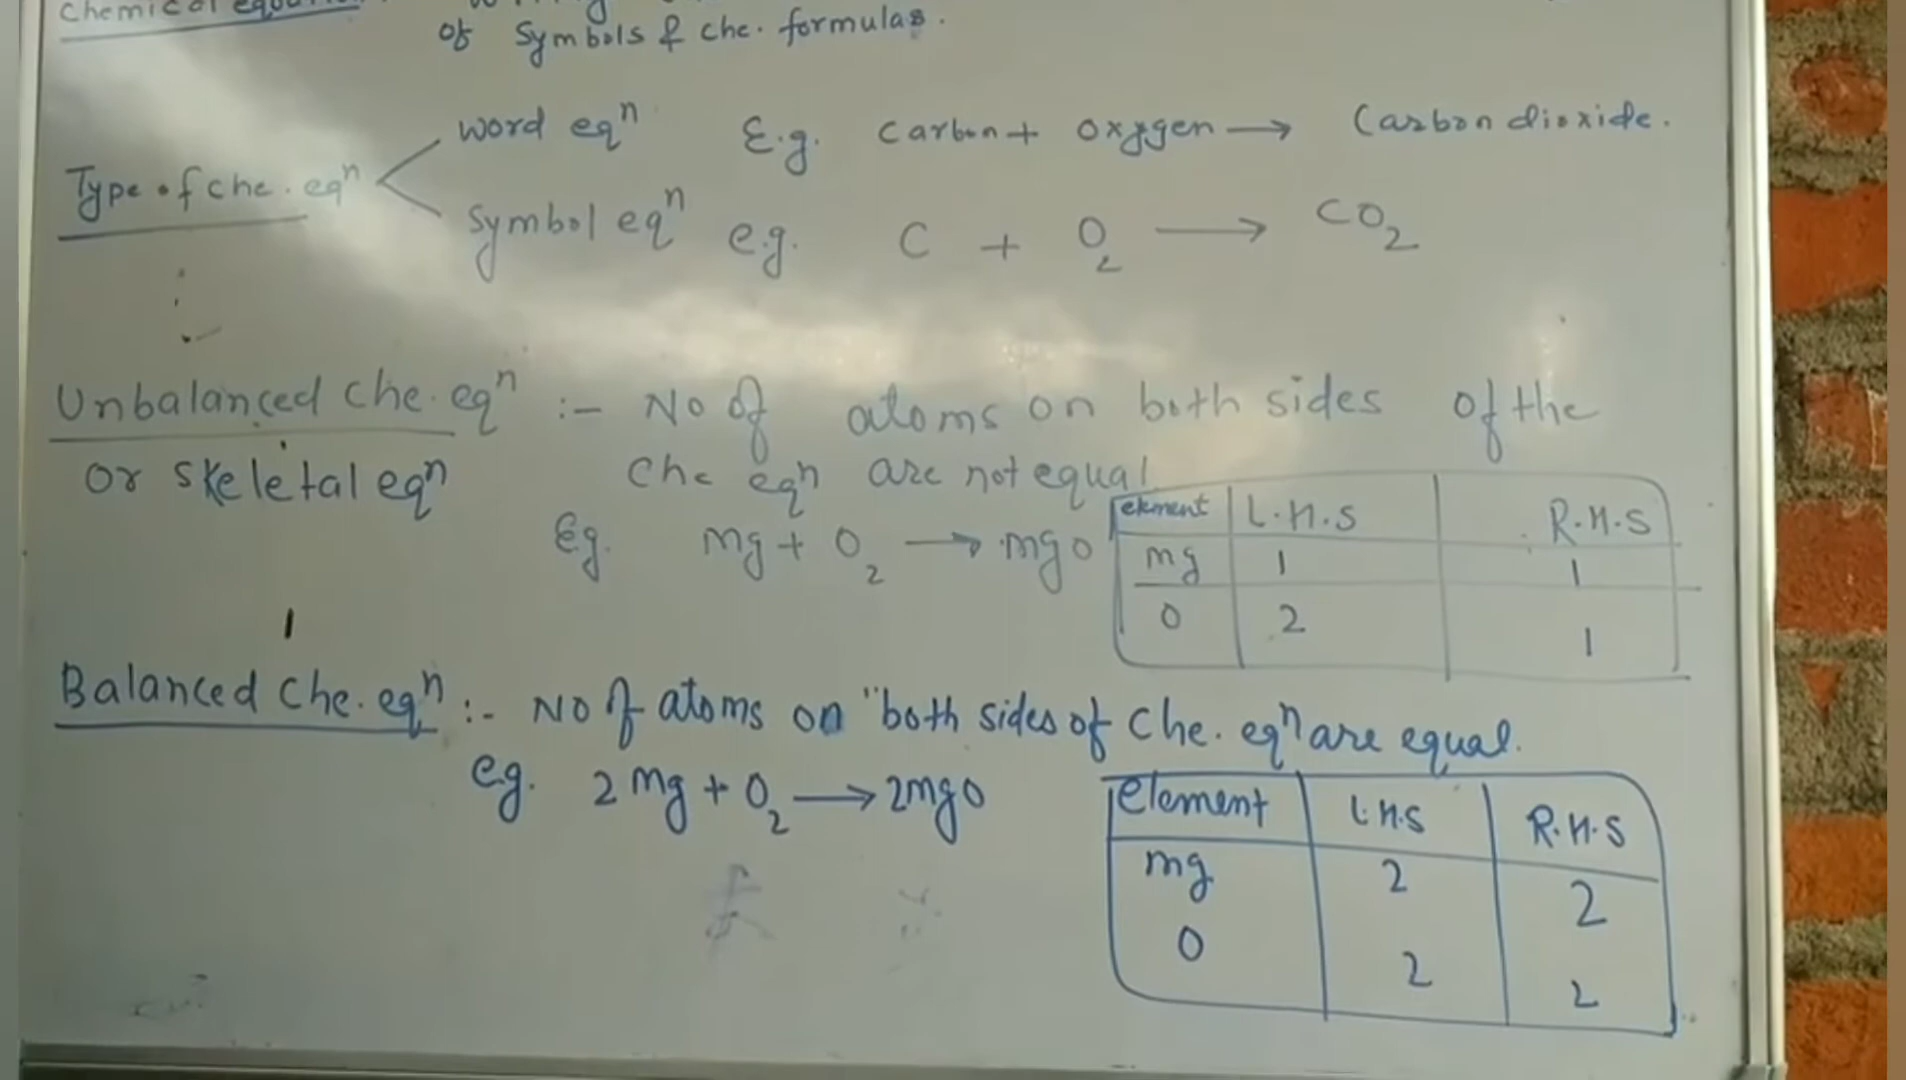 Chemical
of Symbols & che. formulas.
word eqⁿ E.g. Carbon + oxygen → Carbon dioxide.
Type of che. eqⁿ
Symbol eqⁿ e.g. C + O₂ → CO₂
Unbalanced Che. eqⁿ :- No of atoms on both sides of the
or skeletal eqⁿ Che eqⁿ are not equal
Eg. mg + O₂ → mgo
element L.H.S R.H.S
mg 1 1
O 2 1
Balanced Che. eqⁿ :- No of atoms on "both sides of Che. eqⁿ are equal.
e.g. 2 mg + O₂ → 2mgo
Element L.H.S R.H.S
mg 2 2
O 2 2